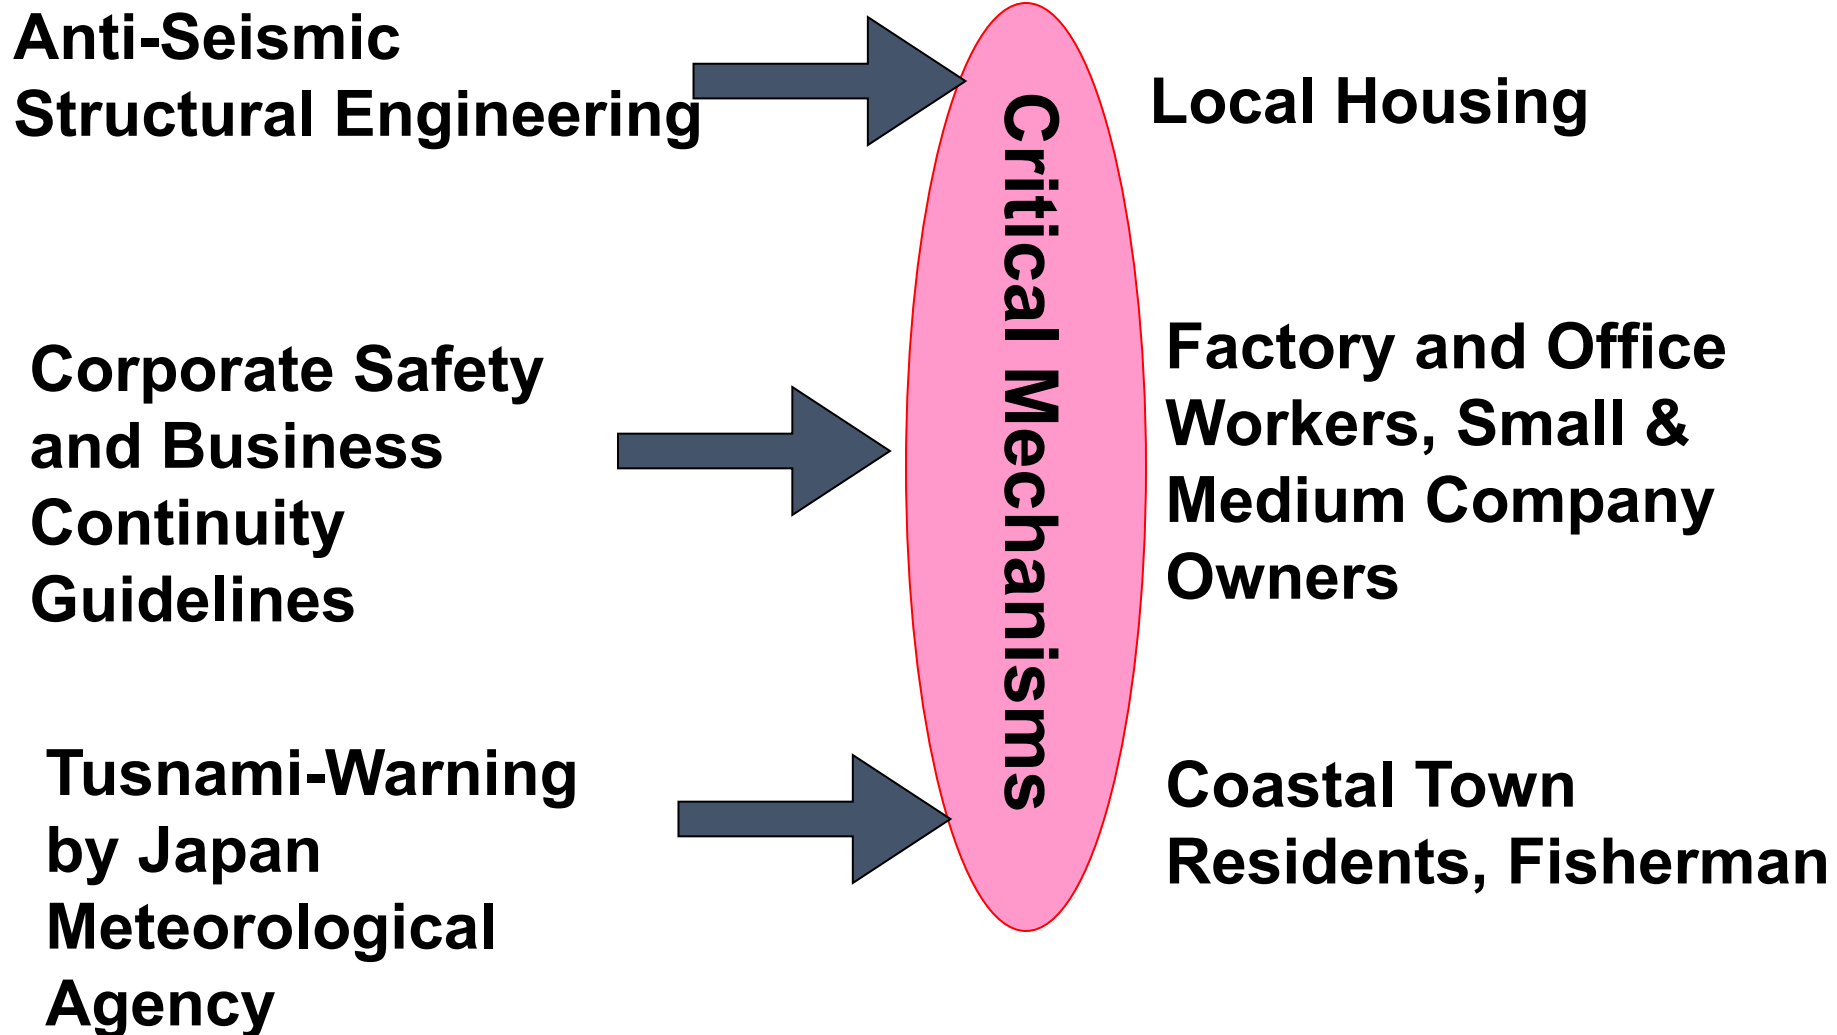 Anti-Seismic
Structural Engineering
Local Housing
Critical Mechanisms
Corporate Safety
and Business
Continuity
Guidelines
Factory and Office
Workers, Small &
Medium Company
Owners
Tusnami-Warning
by Japan
Meteorological
Agency
Coastal Town
Residents, Fisherman